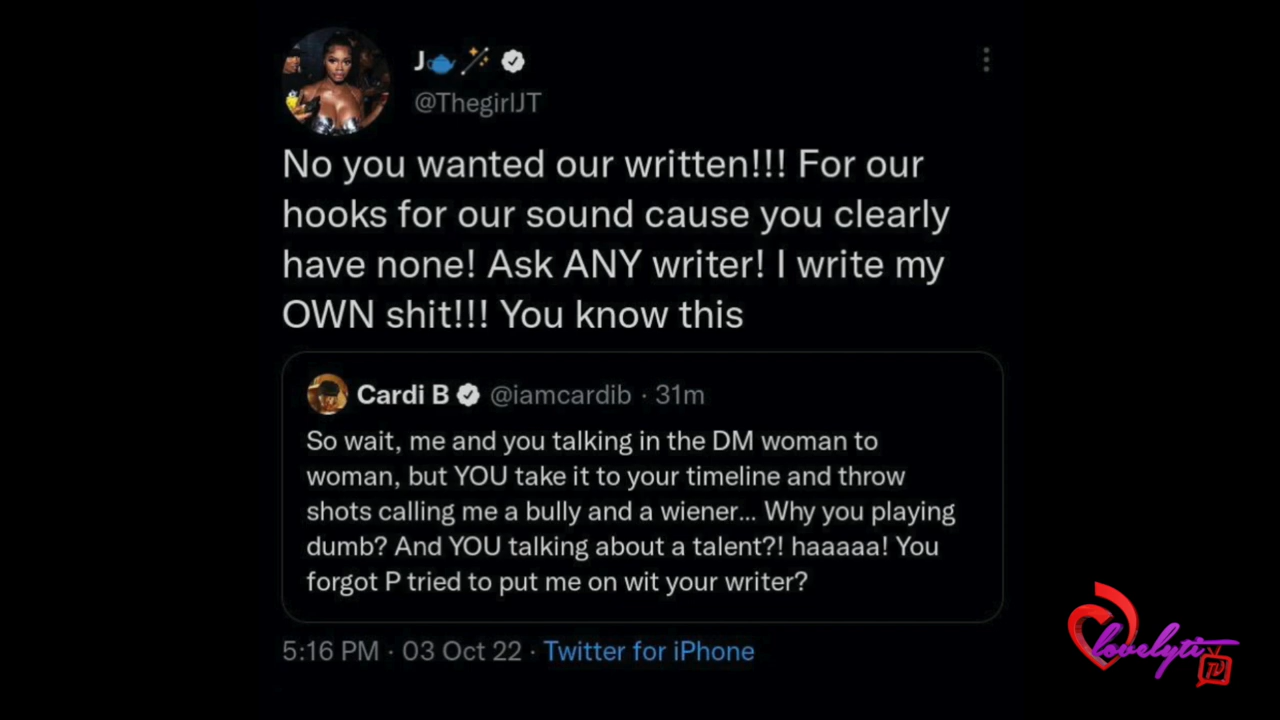 J🫖🪄
@ThegirlJT
No you wanted our written!!! For our
hooks for our sound cause you clearly
have none! Ask ANY writer! I write my
OWN shit!!! You know this
Cardi B @iamcardib · 31m
So wait, me and you talking in the DM woman to
woman, but YOU take it to your timeline and throw
shots calling me a bully and a wiener... Why you playing
dumb? And YOU talking about a talent?! haaaaa! You
forgot P tried to put me on wit your writer?
5:16 PM · 03 Oct 22 · Twitter for iPhone
lovelyti
TV